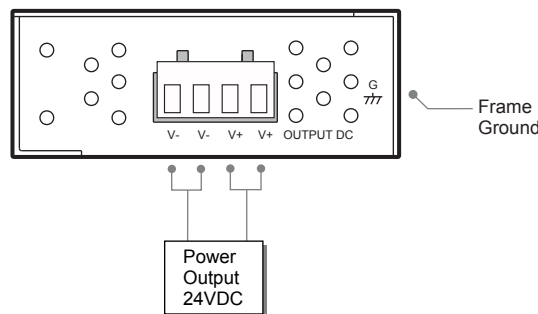 G
V- V- V+ V+ OUTPUT DC
Frame
Ground
Power
Output
24VDC